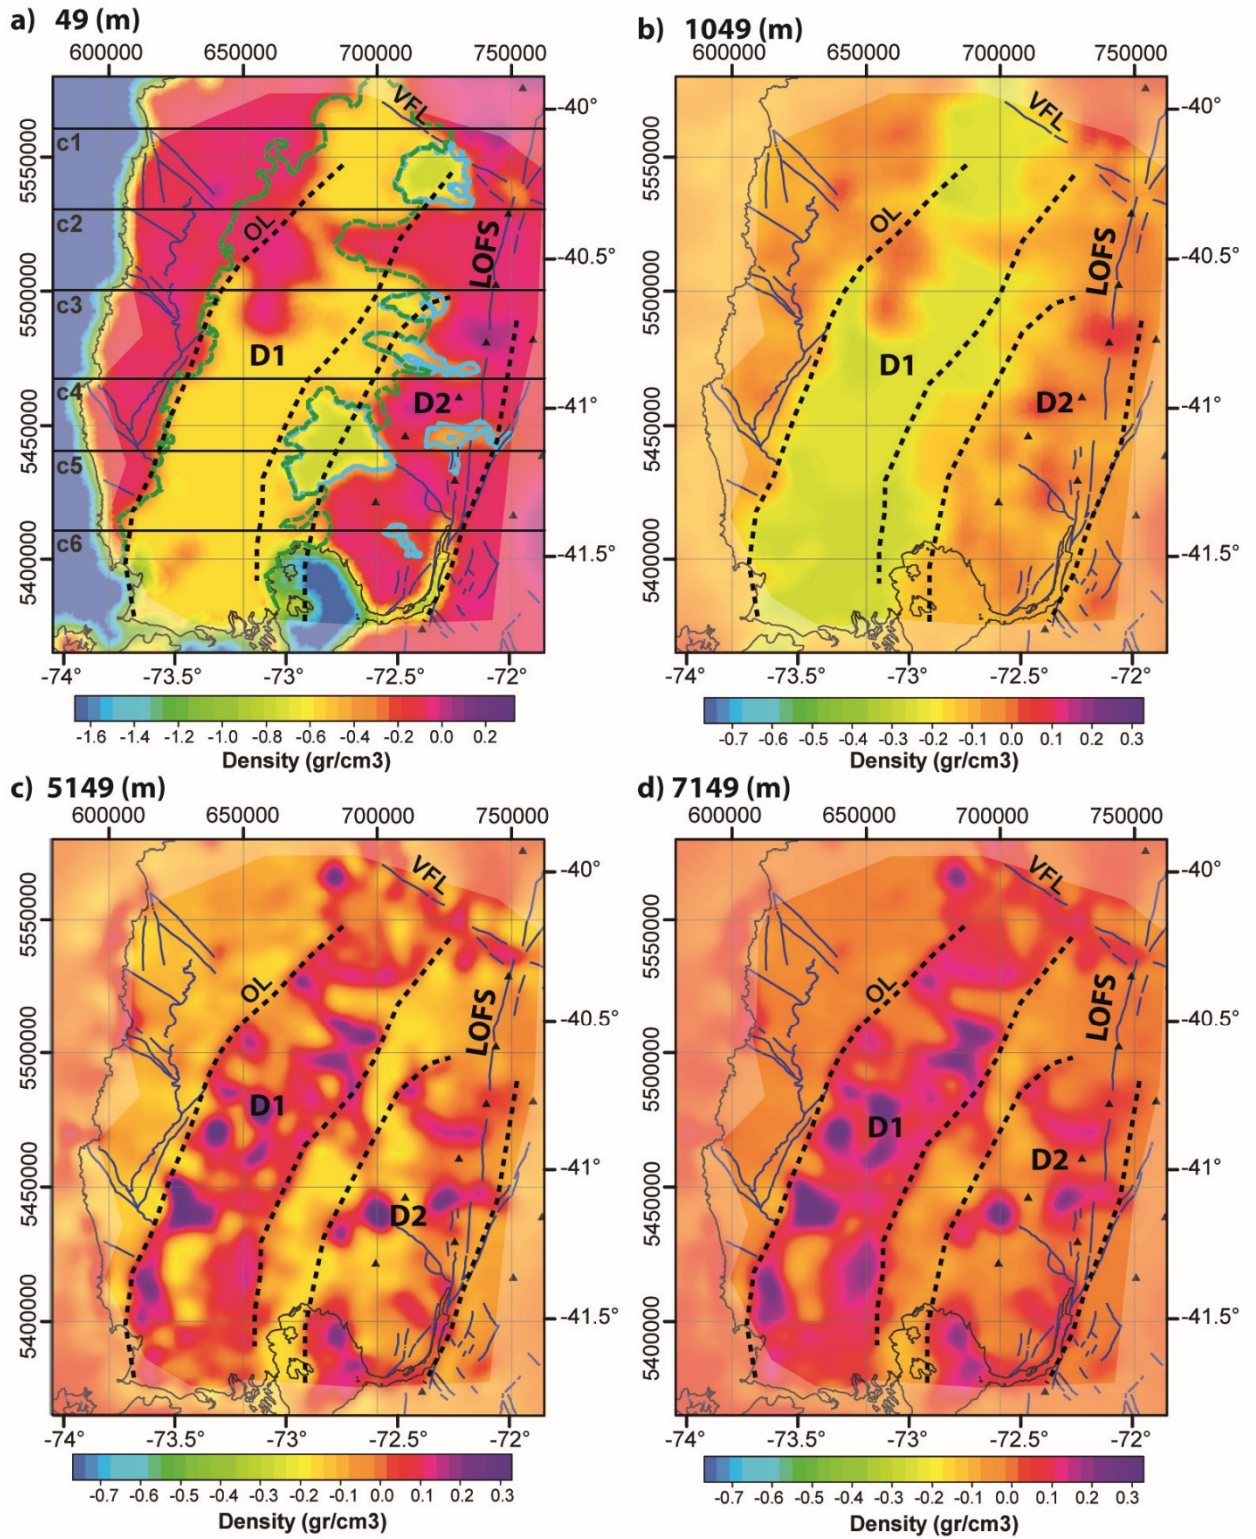 a) 49 (m)
600000 650000 700000 750000
5550000
5500000
5450000
5400000
c1
c2
c3
c4
c5
c6
VFL
OL
LOFS
D1
D2
-40°
-40.5°
-41°
-41.5°
-74° -73.5° -73° -72.5° -72°
-1.6 -1.4 -1.2 -1.0 -0.8 -0.6 -0.4 -0.2 0.0 0.2
Density (gr/cm3)
b) 1049 (m)
600000 650000 700000 750000
5550000
5500000
5450000
5400000
VFL
OL
LOFS
D1
D2
-40°
-40.5°
-41°
-41.5°
-74° -73.5° -73° -72.5° -72°
-0.7 -0.6 -0.5 -0.4 -0.3 -0.2 -0.1 0.0 0.1 0.2 0.3
Density (gr/cm3)
c) 5149 (m)
600000 650000 700000 750000
5550000
5500000
5450000
5400000
VFL
OL
LOFS
D1
D2
-40°
-40.5°
-41°
-41.5°
-74° -73.5° -73° -72.5° -72°
-0.7 -0.6 -0.5 -0.4 -0.3 -0.2 -0.1 0.0 0.1 0.2 0.3
Density (gr/cm3)
d) 7149 (m)
600000 650000 700000 750000
5550000
5500000
5450000
5400000
VFL
OL
LOFS
D1
D2
-40°
-40.5°
-41°
-41.5°
-74° -73.5° -73° -72.5° -72°
-0.7 -0.6 -0.5 -0.4 -0.3 -0.2 -0.1 0.0 0.1 0.2 0.3
Density (gr/cm3)